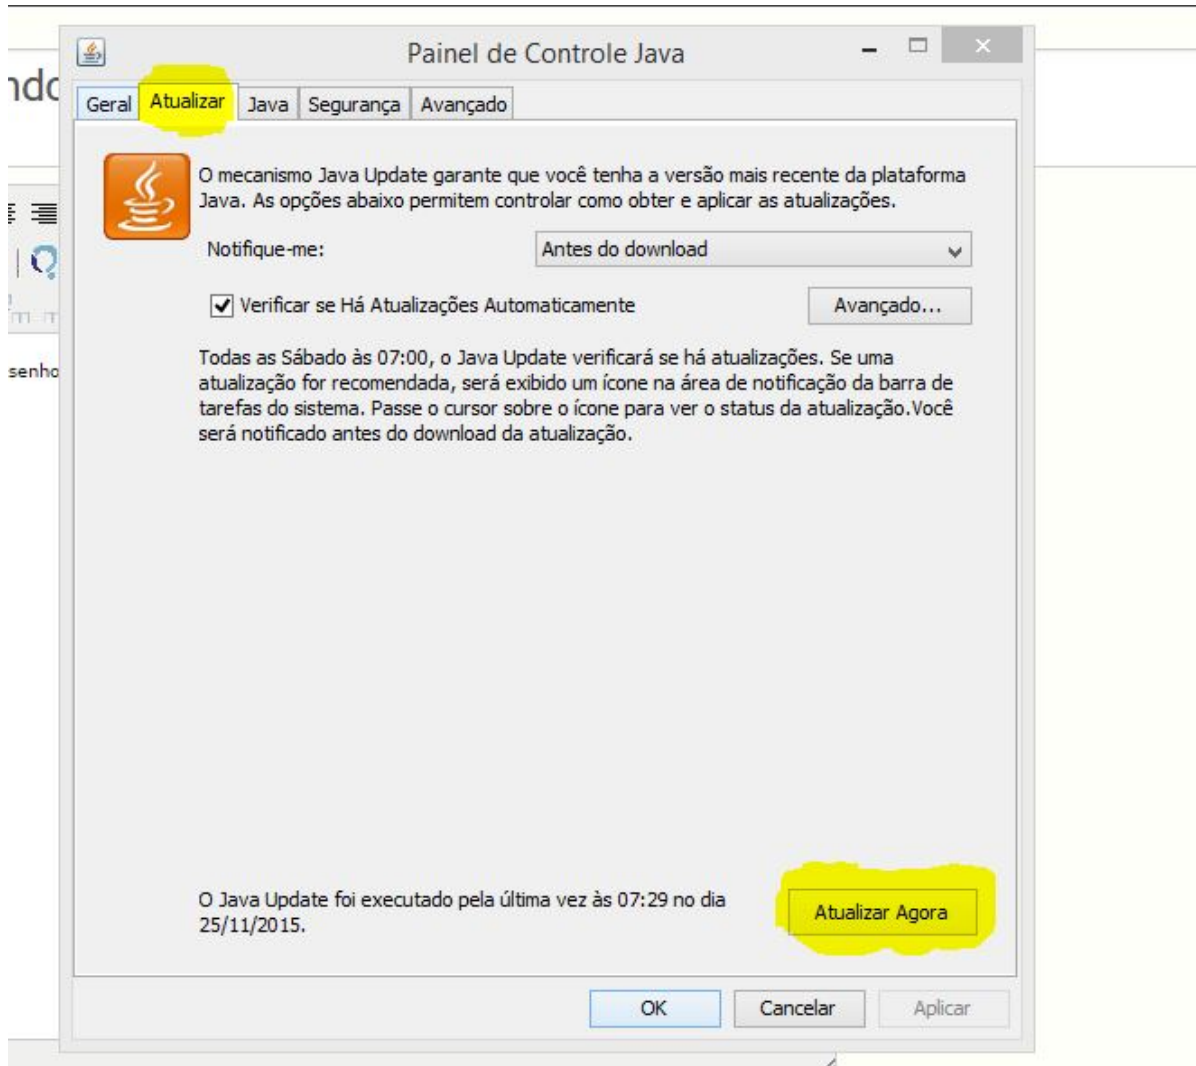 Painel de Controle Java
Geral Atualizar Java Segurança Avançado
O mecanismo Java Update garante que você tenha a versão mais recente da plataforma
Java. As opções abaixo permitem controlar como obter e aplicar as atualizações.
Notifique-me: Antes do download
Verificar se Há Atualizações Automaticamente Avançado...
Todas as Sábado às 07:00, o Java Update verificará se há atualizações. Se uma
atualização for recomendada, será exibido um ícone na área de notificação da barra de
tarefas do sistema. Passe o cursor sobre o ícone para ver o status da atualização.Você
será notificado antes do download da atualização.
senho
O Java Update foi executado pela última vez às 07:29 no dia
25/11/2015.
Atualizar Agora
OK Cancelar Aplicar